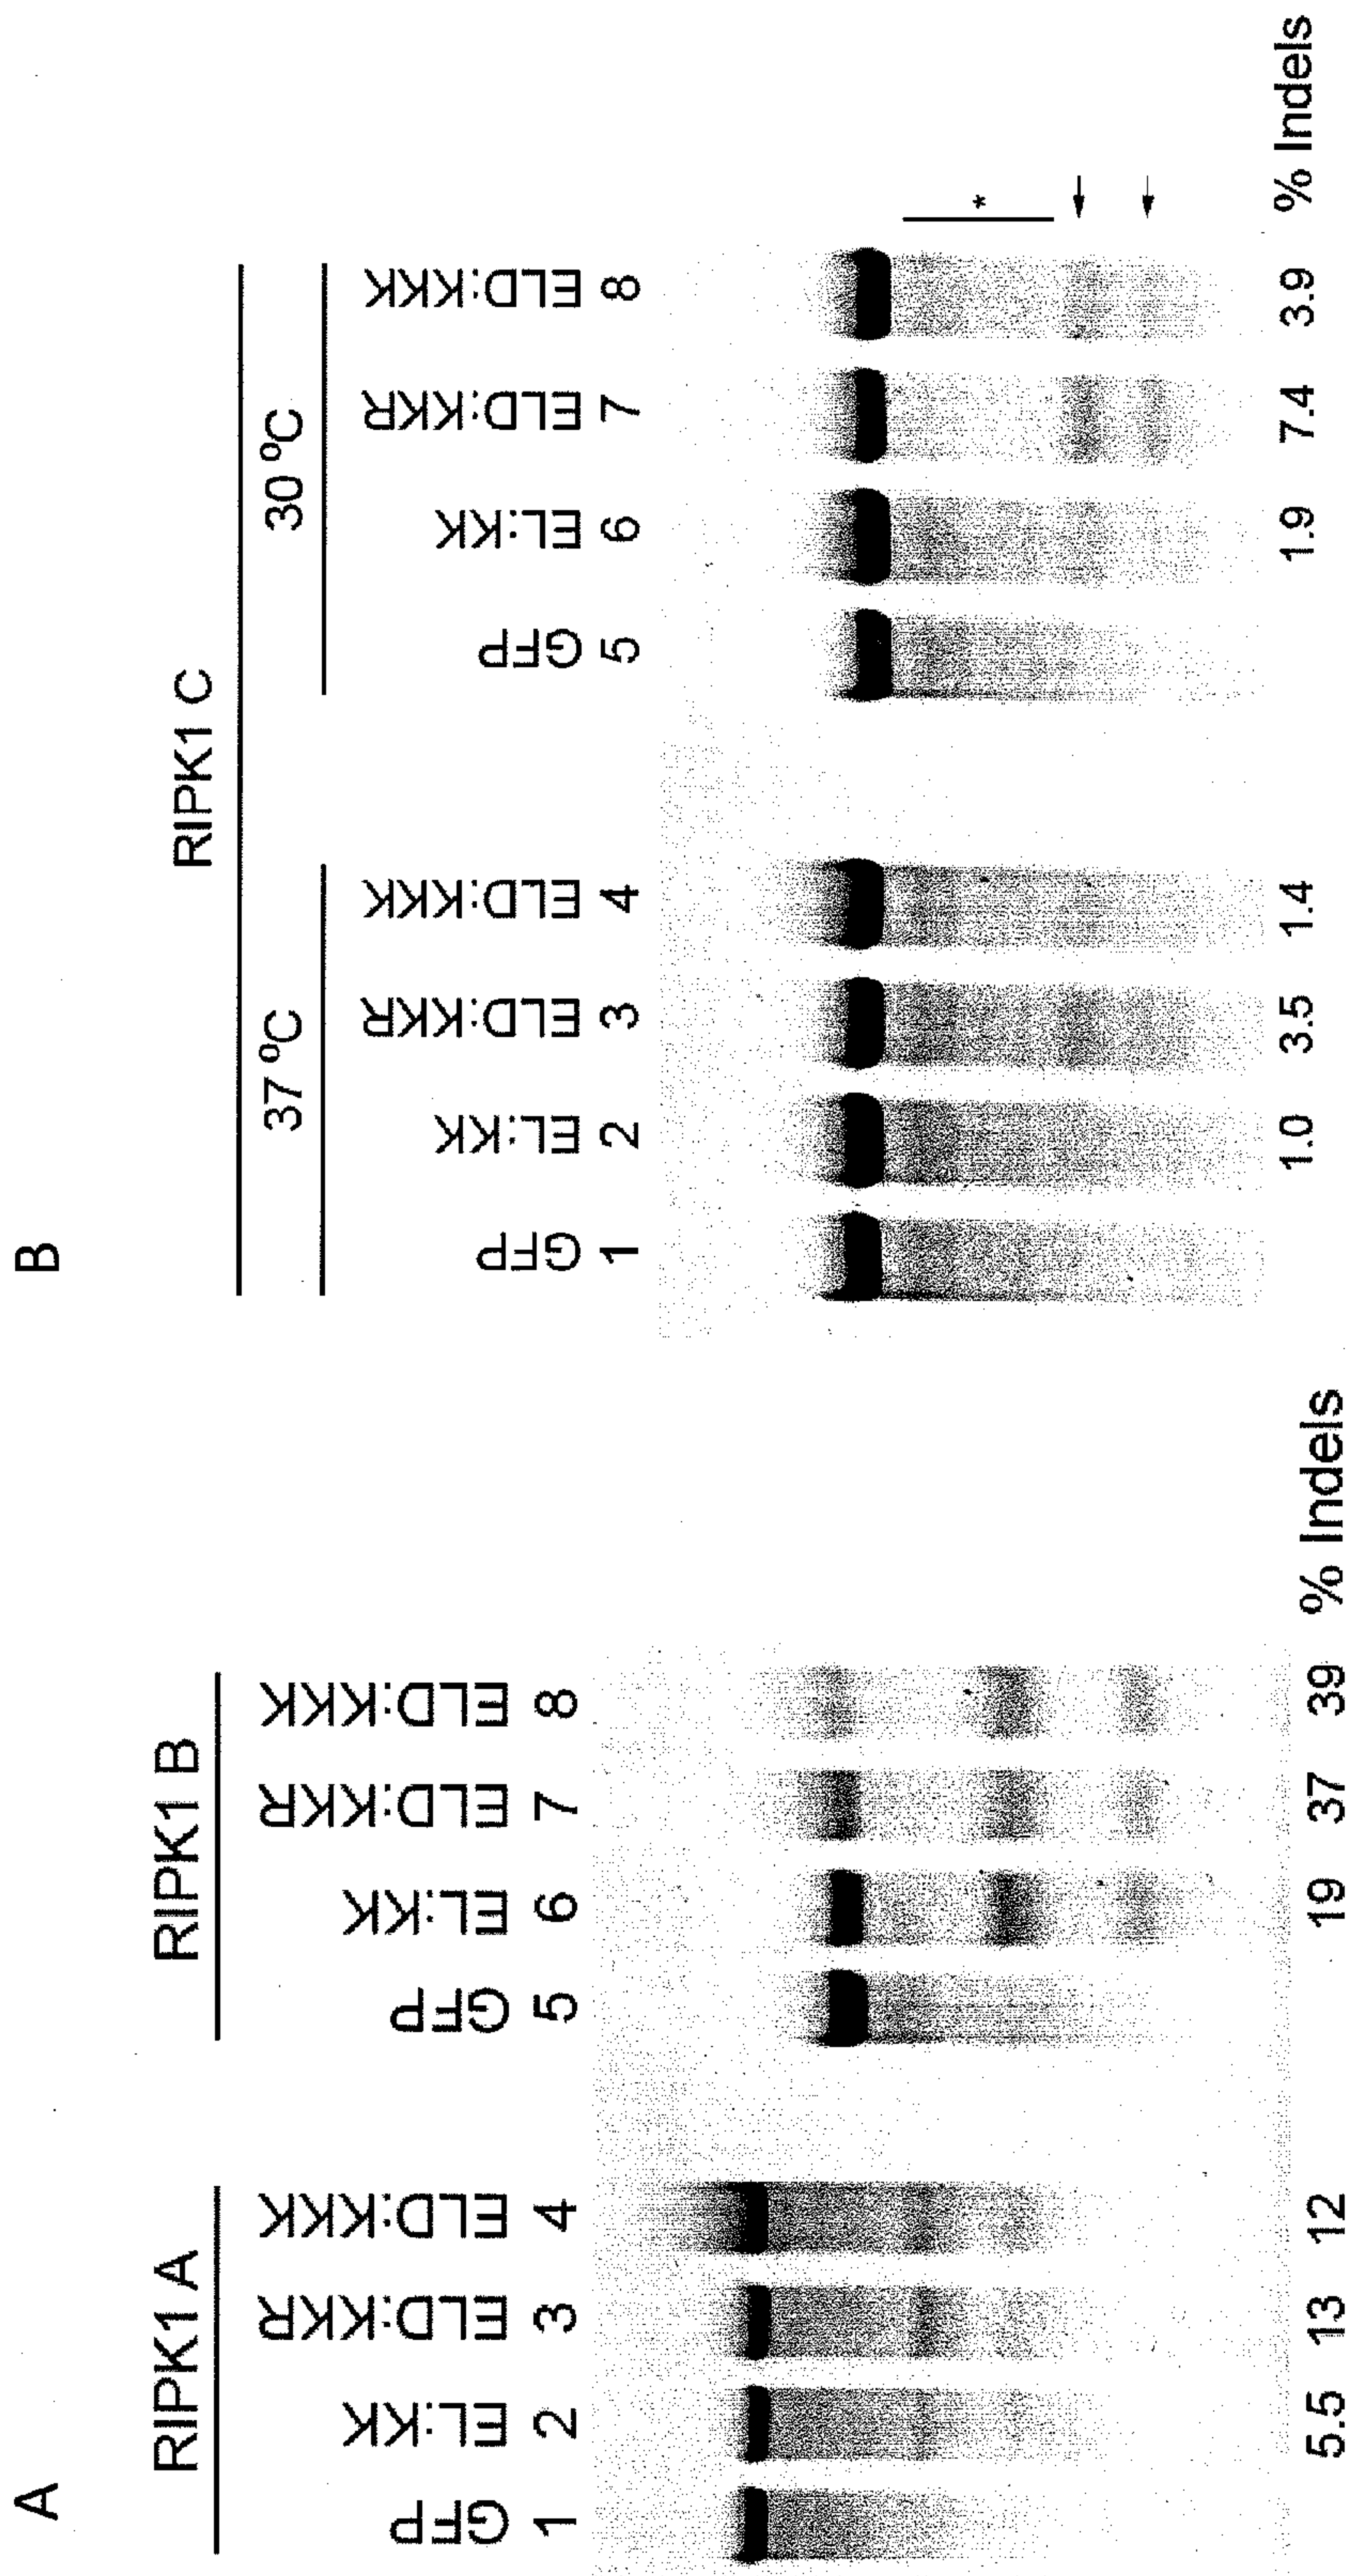 A
RIPK1 A RIPK1 B
GFP EL:KK ELD:KKR ELD:KKK GFP EL:KK ELD:KKR ELD:KKK
1 2 3 4 5 6 7 8
5.5 13 12 19 37 39 % Indels
B
RIPK1 C
37 ºC 30 ºC
GFP EL:KK ELD:KKR ELD:KKK GFP EL:KK ELD:KKR ELD:KKK
1 2 3 4 5 6 7 8
*
1.0 3.5 1.4 1.9 7.4 3.9 % Indels